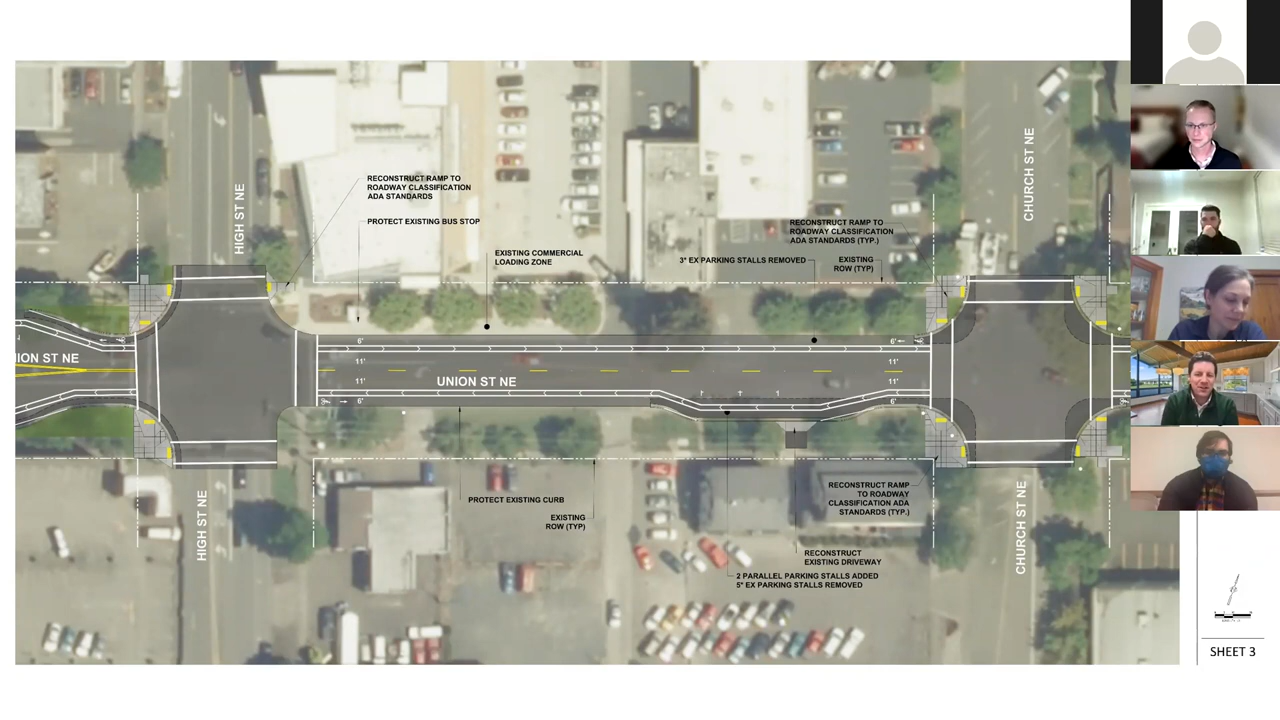 HIGH ST NE
CHURCH ST NE
RECONSTRUCT RAMP TO
ROADWAY CLASSIFICATION
ADA STANDARDS
PROTECT EXISTING BUS STOP
EXISTING COMMERCIAL
LOADING ZONE
RECONSTRUCT RAMP TO
ROADWAY CLASSIFICATION
ADA STANDARDS (TYP.)
3* EX PARKING STALLS REMOVED
EXISTING
ROW (TYP)
6'
6'
11'
11'
ION ST NE
UNION ST NE
11'
11'
6'
6'
PROTECT EXISTING CURB
EXISTING
ROW (TYP)
RECONSTRUCT RAMP
TO ROADWAY
CLASSIFICATION ADA
STANDARDS (TYP.)
HIGH ST NE
CHURCH ST NE
RECONSTRUCT
EXISTING DRIVEWAY
2 PARALLEL PARKING STALLS ADDED
5* EX PARKING STALLS REMOVED
SHEET 3